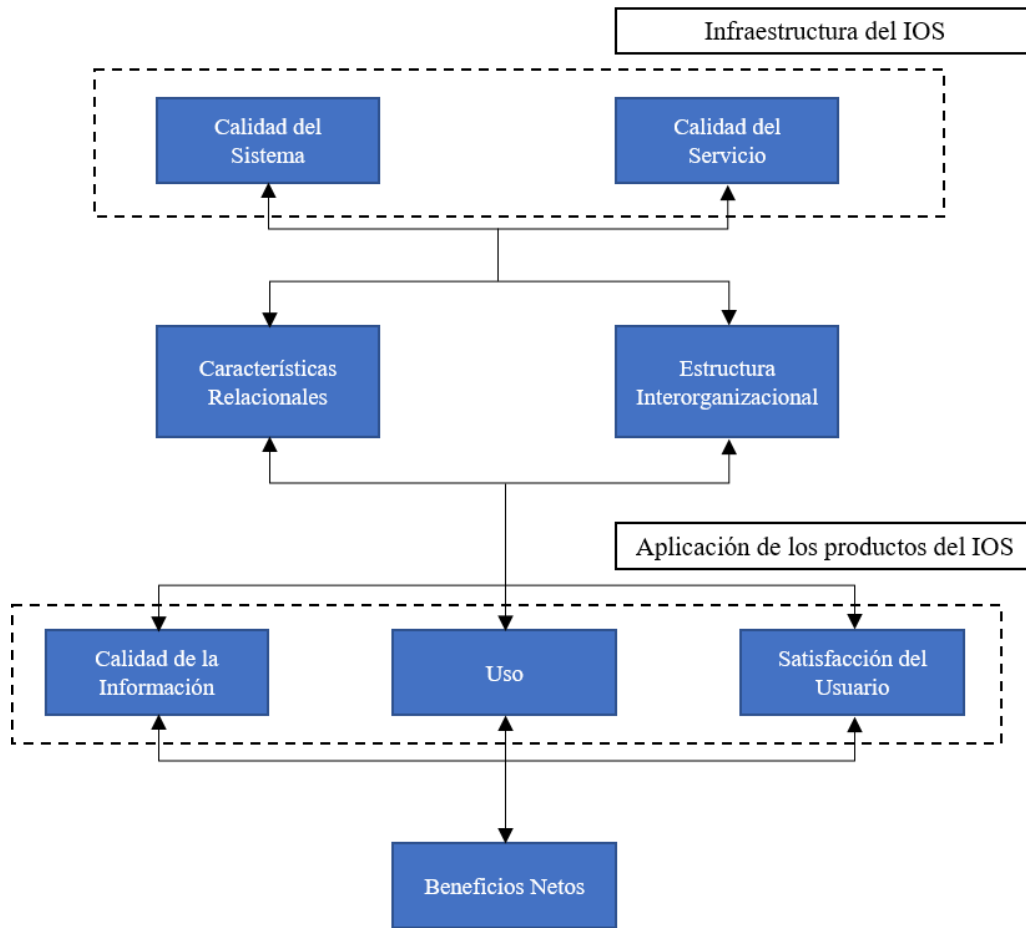 Infraestructura del IOS
Calidad del
Sistema
Calidad del
Servicio
Características
Relacionales
Estructura
Interorganizacional
Aplicación de los productos del IOS
Calidad de la
Información
Uso
Satisfacción del
Usuario
Beneficios Netos